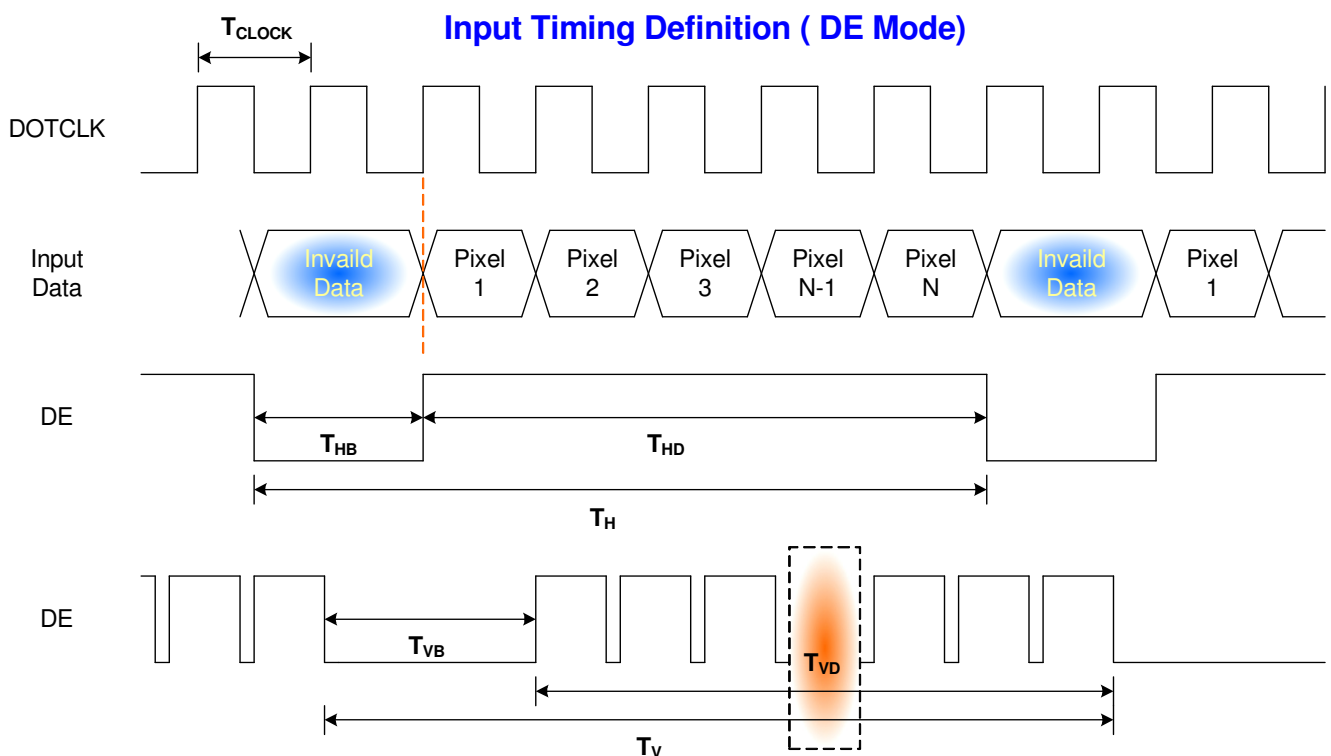 Input Timing Definition ( DE Mode)
TCLOCK
DOTCLK
Input
Data
Invaild
Data
Pixel
1
Pixel
2
Pixel
3
Pixel
N-1
Pixel
N
Invaild
Data
Pixel
1
DE
THB
THD
TH
DE
TVB
TVD
TV